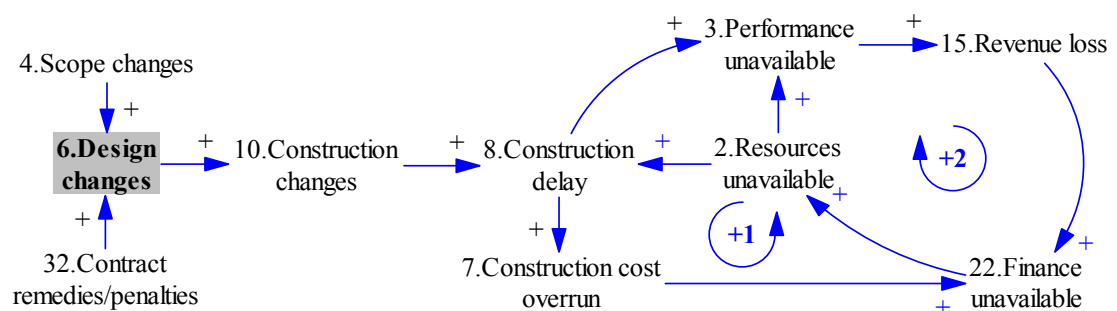 3.Performance
unavailable
15.Revenue loss
4.Scope changes
6.Design
changes
10.Construction
changes
8.Construction
delay
2.Resources
unavailable
32.Contract
remedies/penalties
7.Construction cost
overrun
22.Finance
unavailable
+1
+2
+
+
+
+
+
+
+
+
+
+
+
+